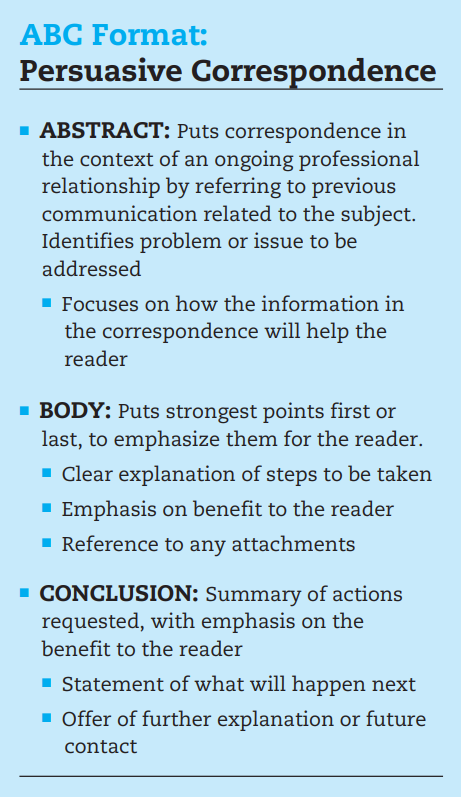 ABC Format:
Persuasive Correspondence
■ ABSTRACT: Puts correspondence in
the context of an ongoing professional
relationship by referring to previous
communication related to the subject.
Identifies problem or issue to be
addressed
■ Focuses on how the information in
the correspondence will help the
reader
■ BODY: Puts strongest points first or
last, to emphasize them for the reader.
■ Clear explanation of steps to be taken
■ Emphasis on benefit to the reader
■ Reference to any attachments
■ CONCLUSION: Summary of actions
requested, with emphasis on the
benefit to the reader
■ Statement of what will happen next
■ Offer of further explanation or future
contact